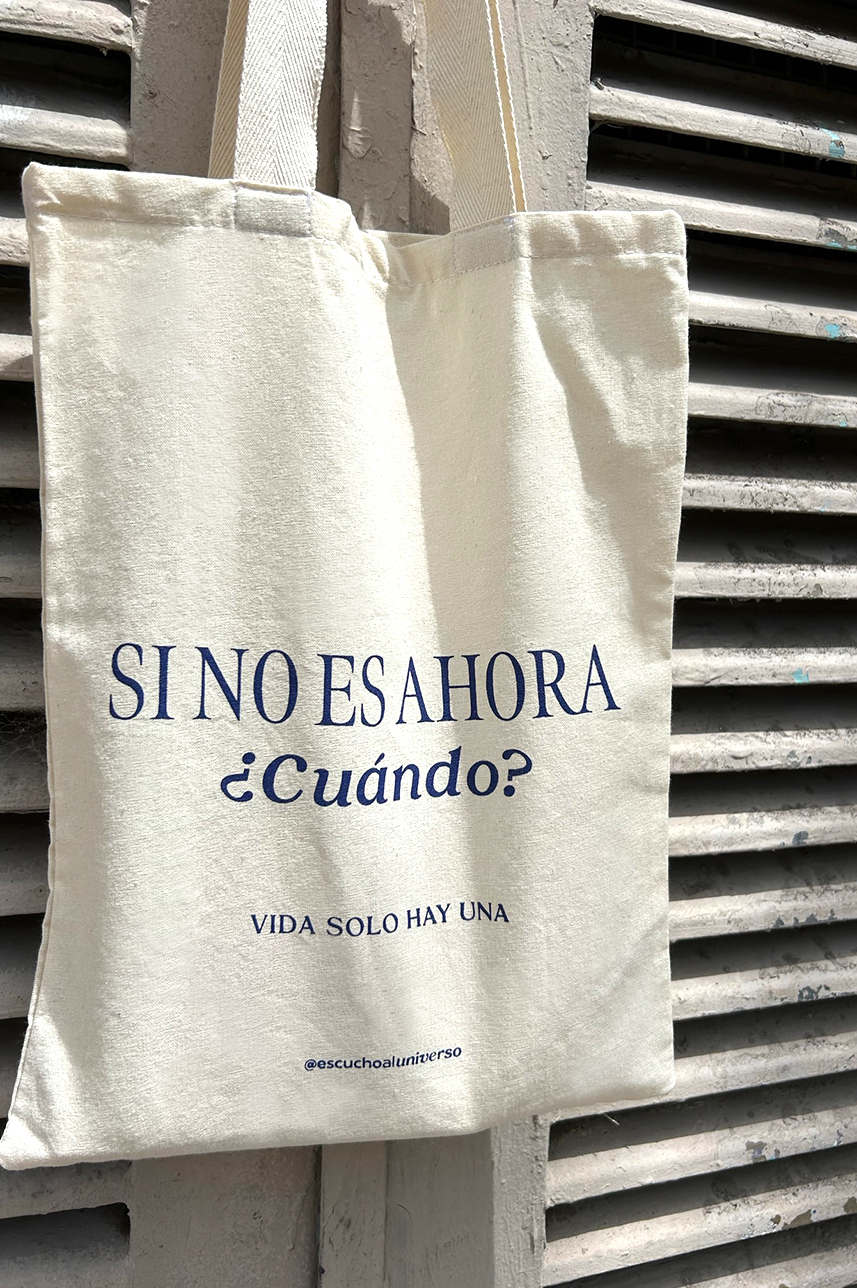 SI NO ES AHORA
¿Cuándo?
VIDA SOLO HAY UNA
@escuchoaluniverso